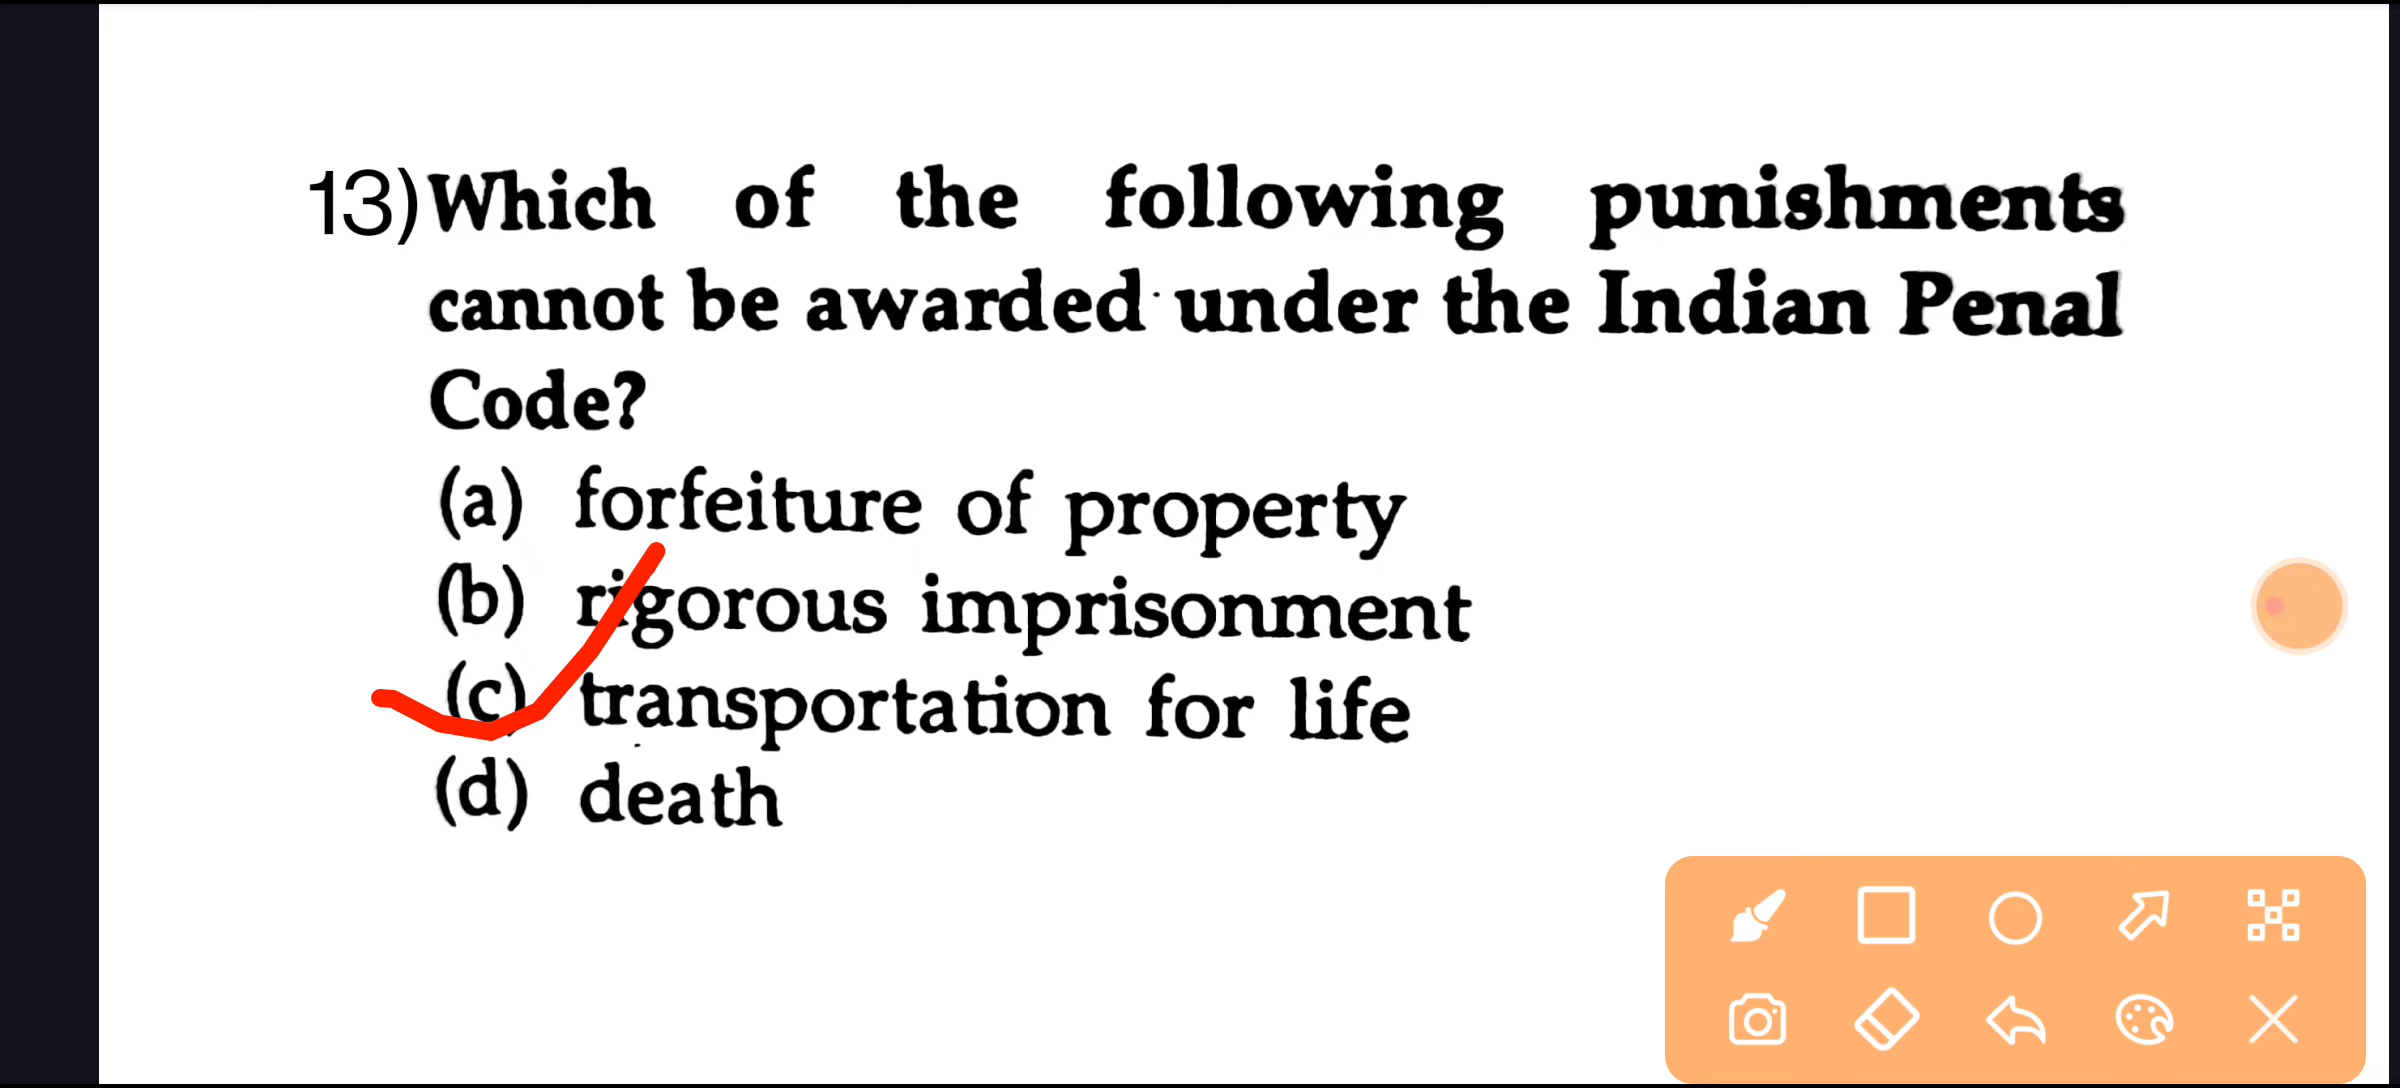 13) Which of the following punishments
cannot be awarded under the Indian Penal
Code?
(a) forfeiture of property
(b) rigorous imprisonment
(c) transportation for life
(d) death